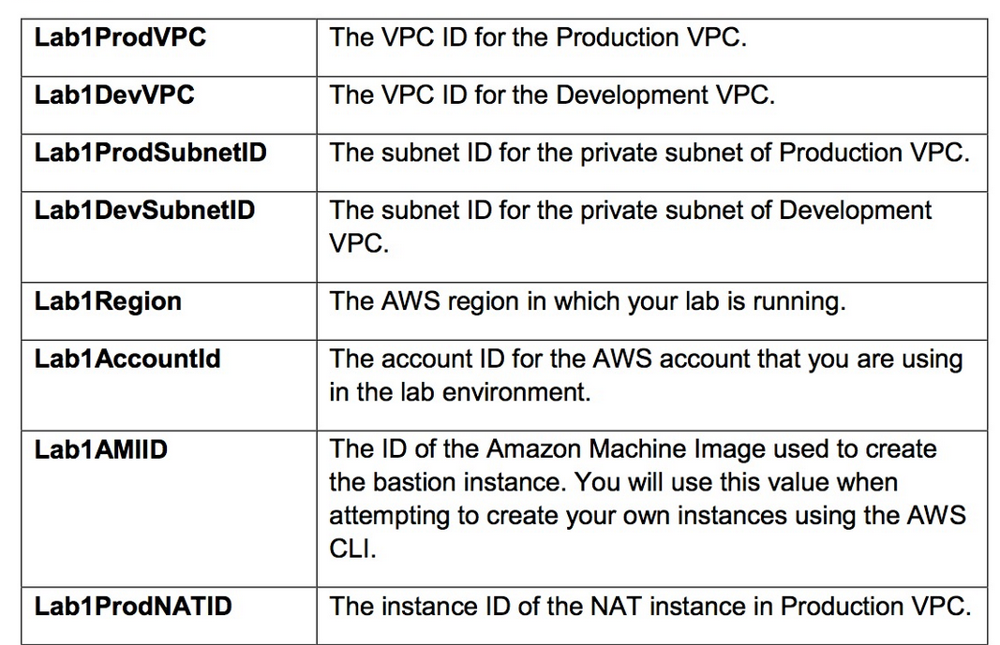 Lab1ProdVPC The VPC ID for the Production VPC.
Lab1DevVPC The VPC ID for the Development VPC.
Lab1ProdSubnetID The subnet ID for the private subnet of Production VPC.
Lab1DevSubnetID The subnet ID for the private subnet of Development
VPC.
Lab1Region The AWS region in which your lab is running.
Lab1AccountId The account ID for the AWS account that you are using
in the lab environment.
Lab1AMIID The ID of the Amazon Machine Image used to create
the bastion instance. You will use this value when
attempting to create your own instances using the AWS
CLI.
Lab1ProdNATID The instance ID of the NAT instance in Production VPC.